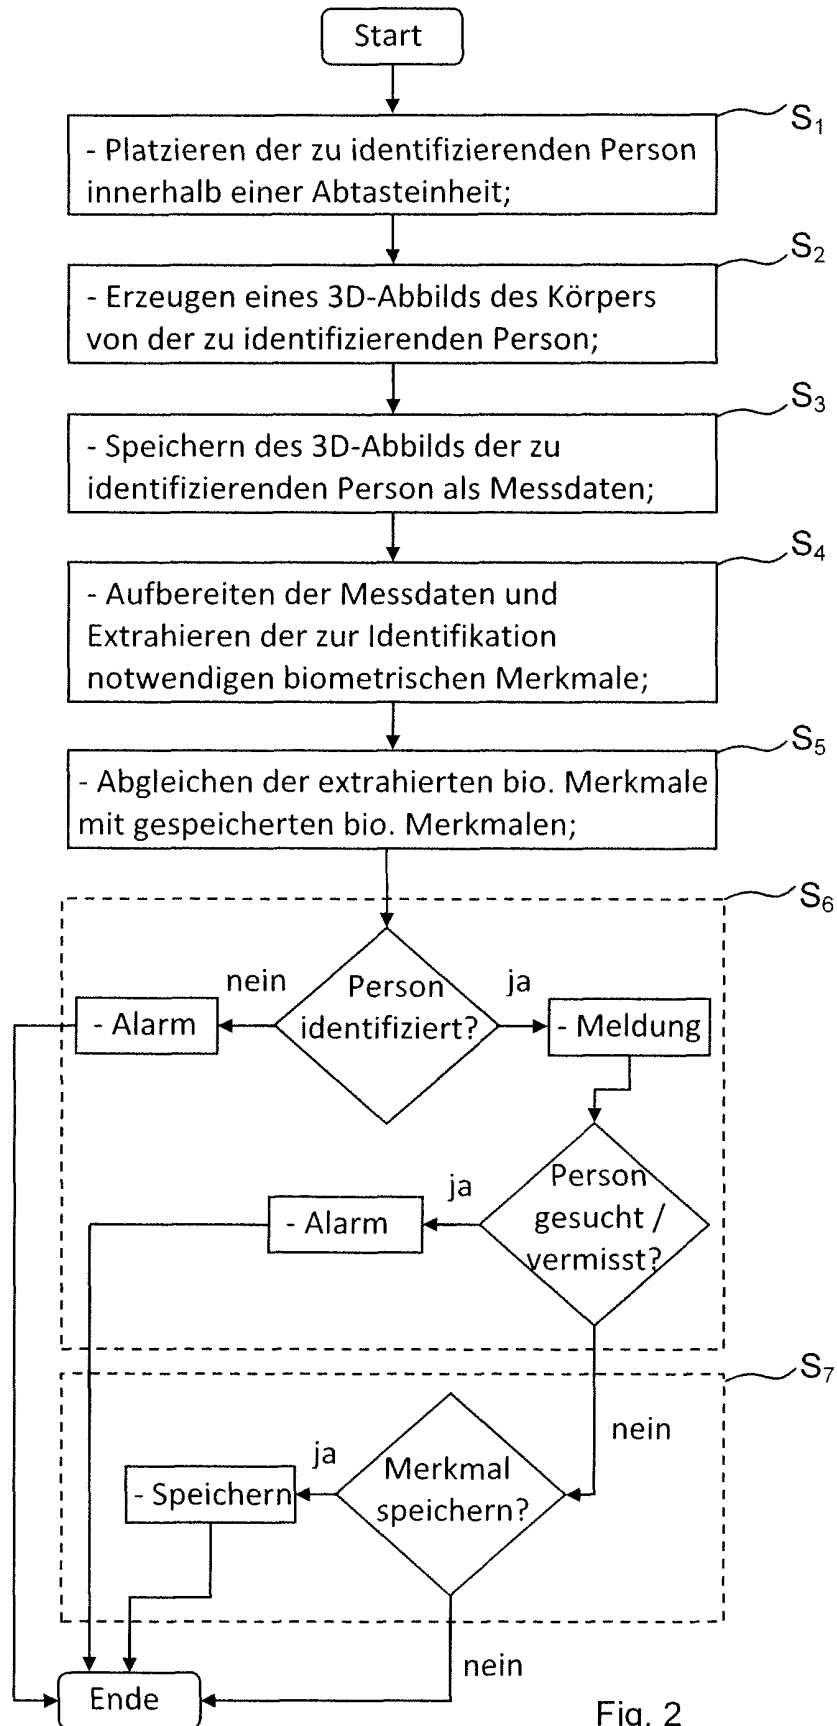 Start
S1
- Platzieren der zu identifizierenden Person
innerhalb einer Abtasteinheit;
S2
- Erzeugen eines 3D-Abbilds des Körpers
von der zu identifizierenden Person;
S3
- Speichern des 3D-Abbilds der zu
identifizierenden Person als Messdaten;
S4
- Aufbereiten der Messdaten und
Extrahieren der zur Identifikation
notwendigen biometrischen Merkmale;
S5
- Abgleichen der extrahierten bio. Merkmale
mit gespeicherten bio. Merkmalen;
S6
nein
Person
identifiziert?
ja
- Alarm
- Meldung
ja
Person
gesucht /
vermisst?
- Alarm
S7
nein
ja
Merkmal
speichern?
- Speichern
nein
Ende
Fig. 2